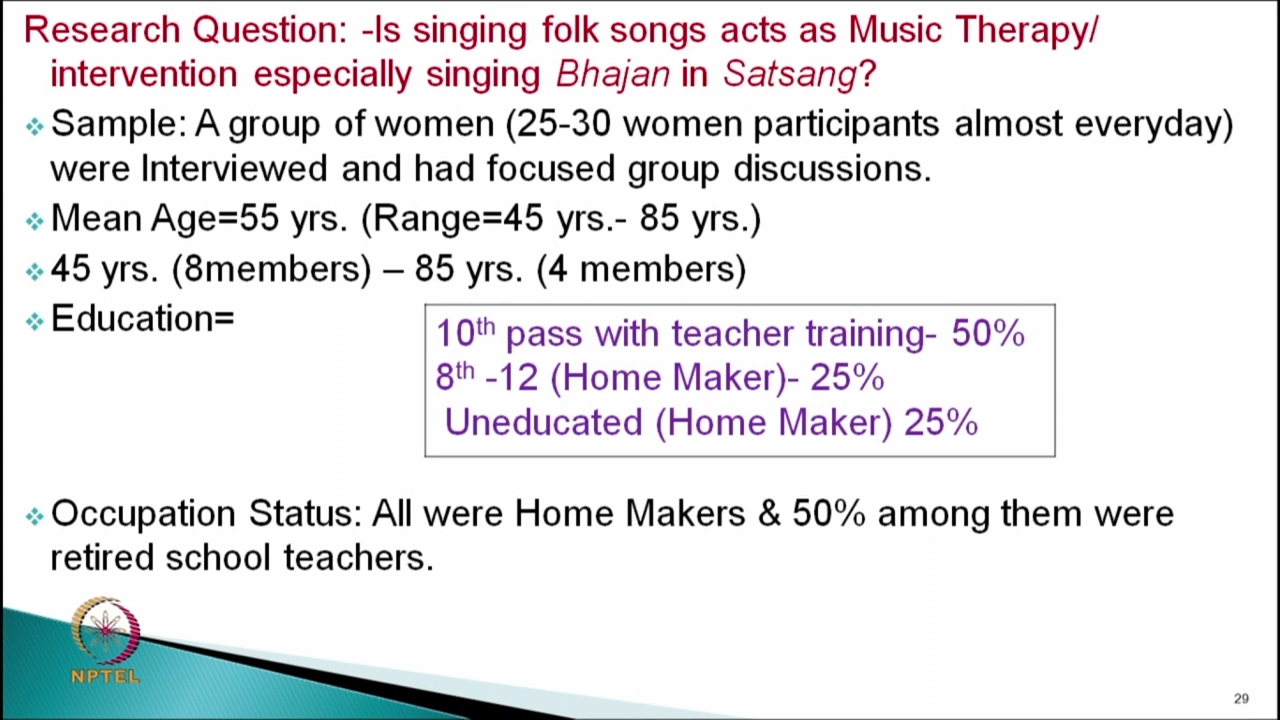 Research Question: -Is singing folk songs acts as Music Therapy/
intervention especially singing Bhajan in Satsang?
Sample: A group of women (25-30 women participants almost everyday)
were Interviewed and had focused group discussions.
Mean Age=55 yrs. (Range=45 yrs.- 85 yrs.)
45 yrs. (8members) – 85 yrs. (4 members)
Education=
10th pass with teacher training- 50%
8th -12 (Home Maker)- 25%
Uneducated (Home Maker) 25%
Occupation Status: All were Home Makers & 50% among them were
retired school teachers.
NPTEL
29